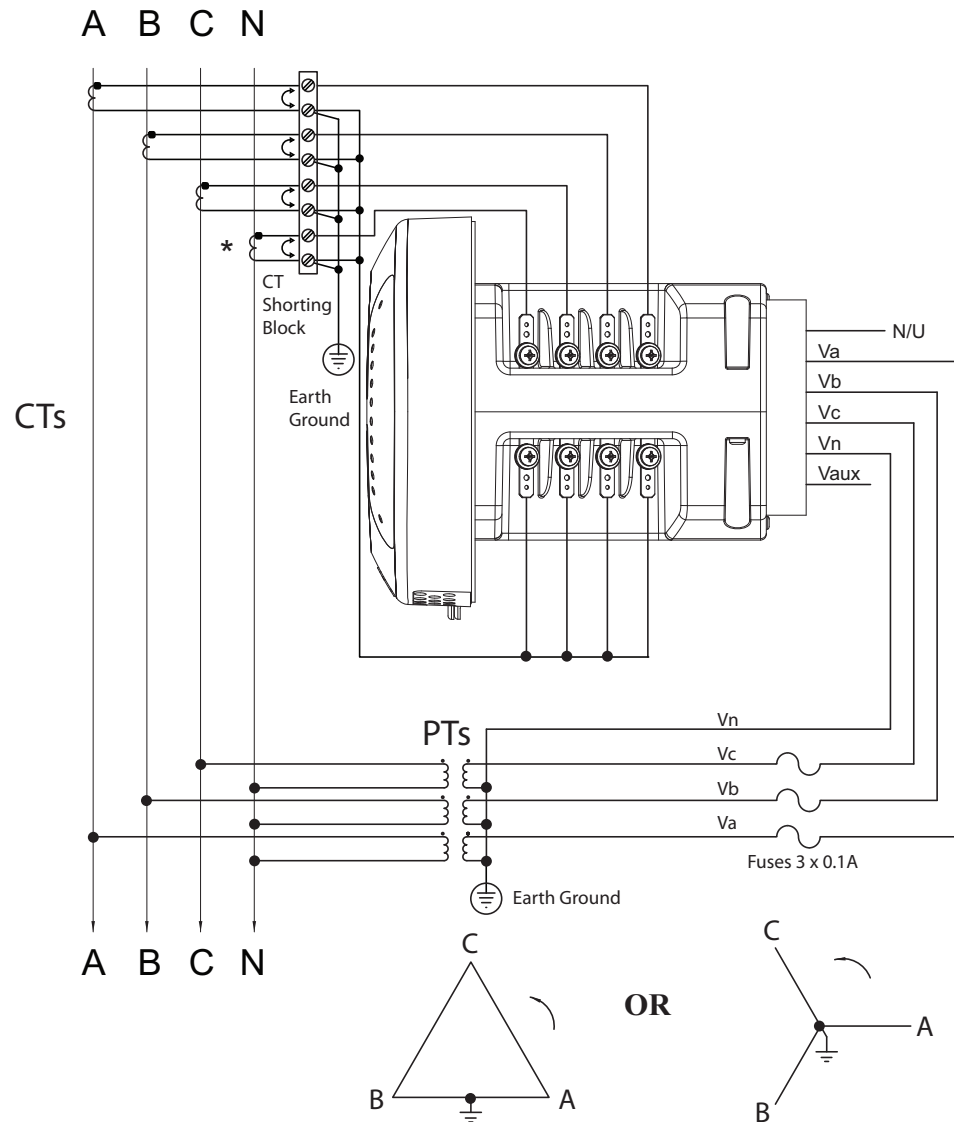 A B C N
*
CT
Shorting
Block
Earth
Ground
CTs
N/U
Va
Vb
Vc
Vn
Vaux
PTs
Vn
Vc
Vb
Va
Fuses 3 x 0.1A
Earth Ground
A B C N
C
B
A
OR
C
A
B